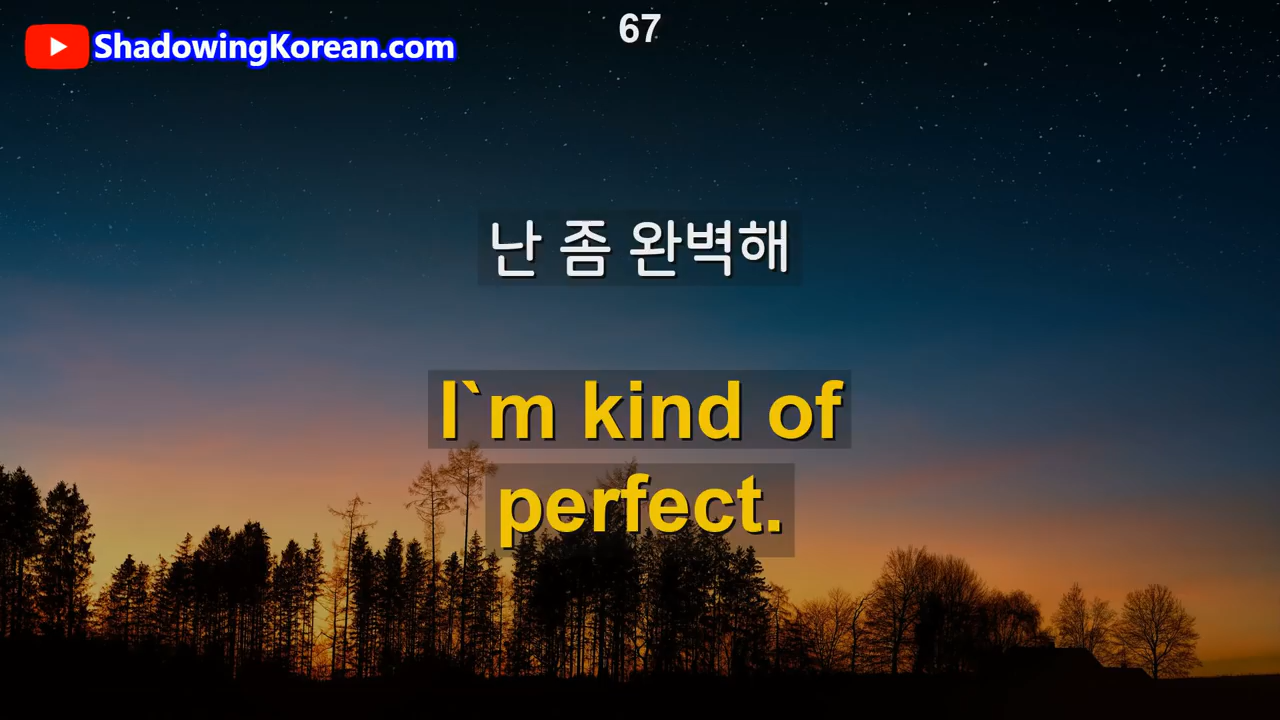 67
ShadowingKorean.com
난 좀 완벽해
I`m kind of
perfect.